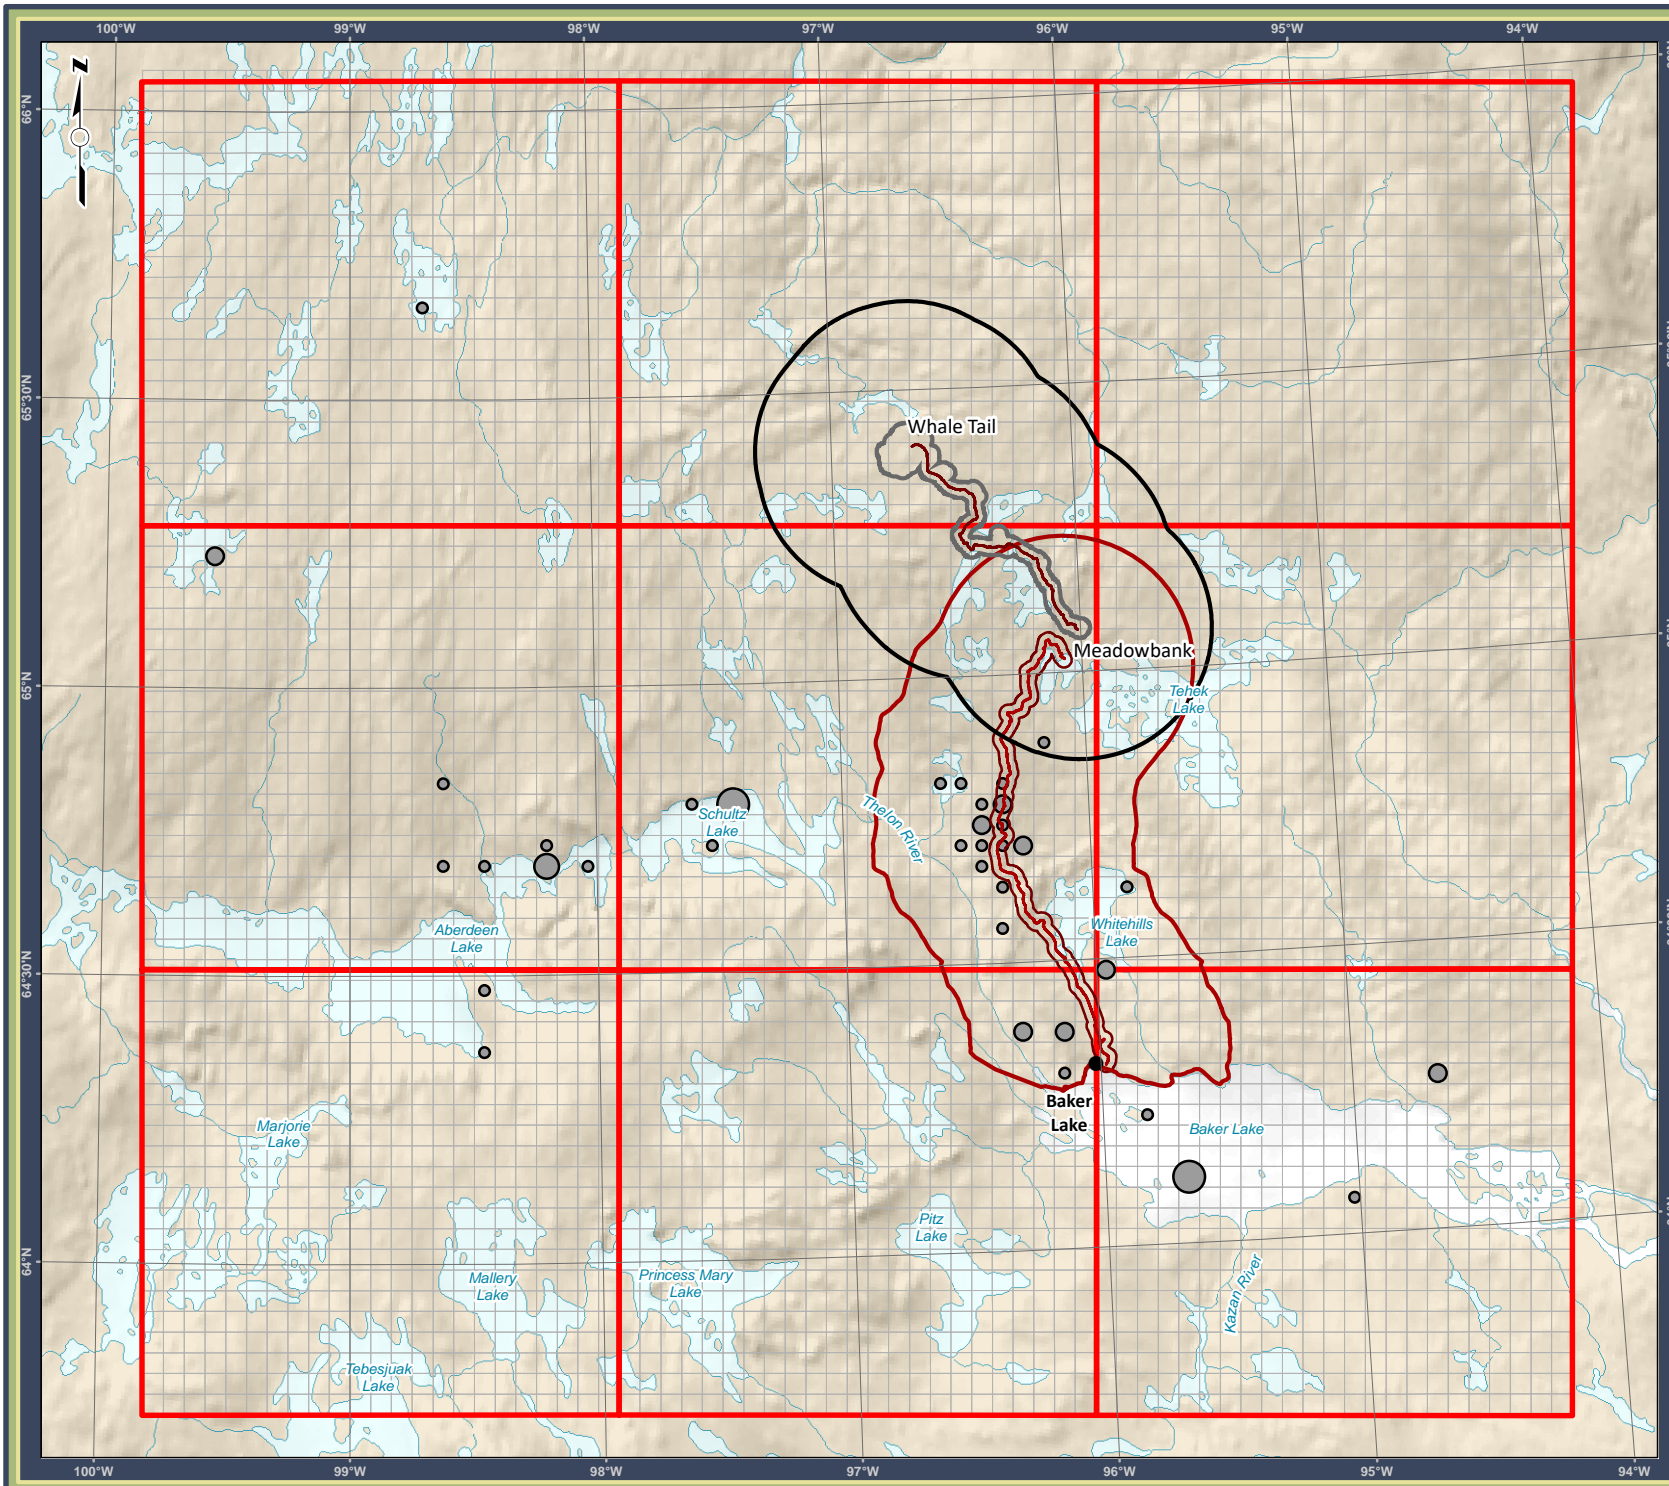 100°W 99°W 98°W 97°W 96°W 95°W 94°W
N
66°N
65°30'N
Whale Tail
Meadowbank
65°N
Tehek
Lake
Thelon River
Schultz
Lake
Whitehills
Lake
Aberdeen
Lake
64°30'N
Baker
Lake
Baker Lake
Marjorie
Lake
Pitz
Lake
64°N
Mallery
Lake
Princess Mary
Lake
Kazan River
Tebesjuak
Lake
100°W 99°W 98°W 97°W 96°W 95°W 94°W